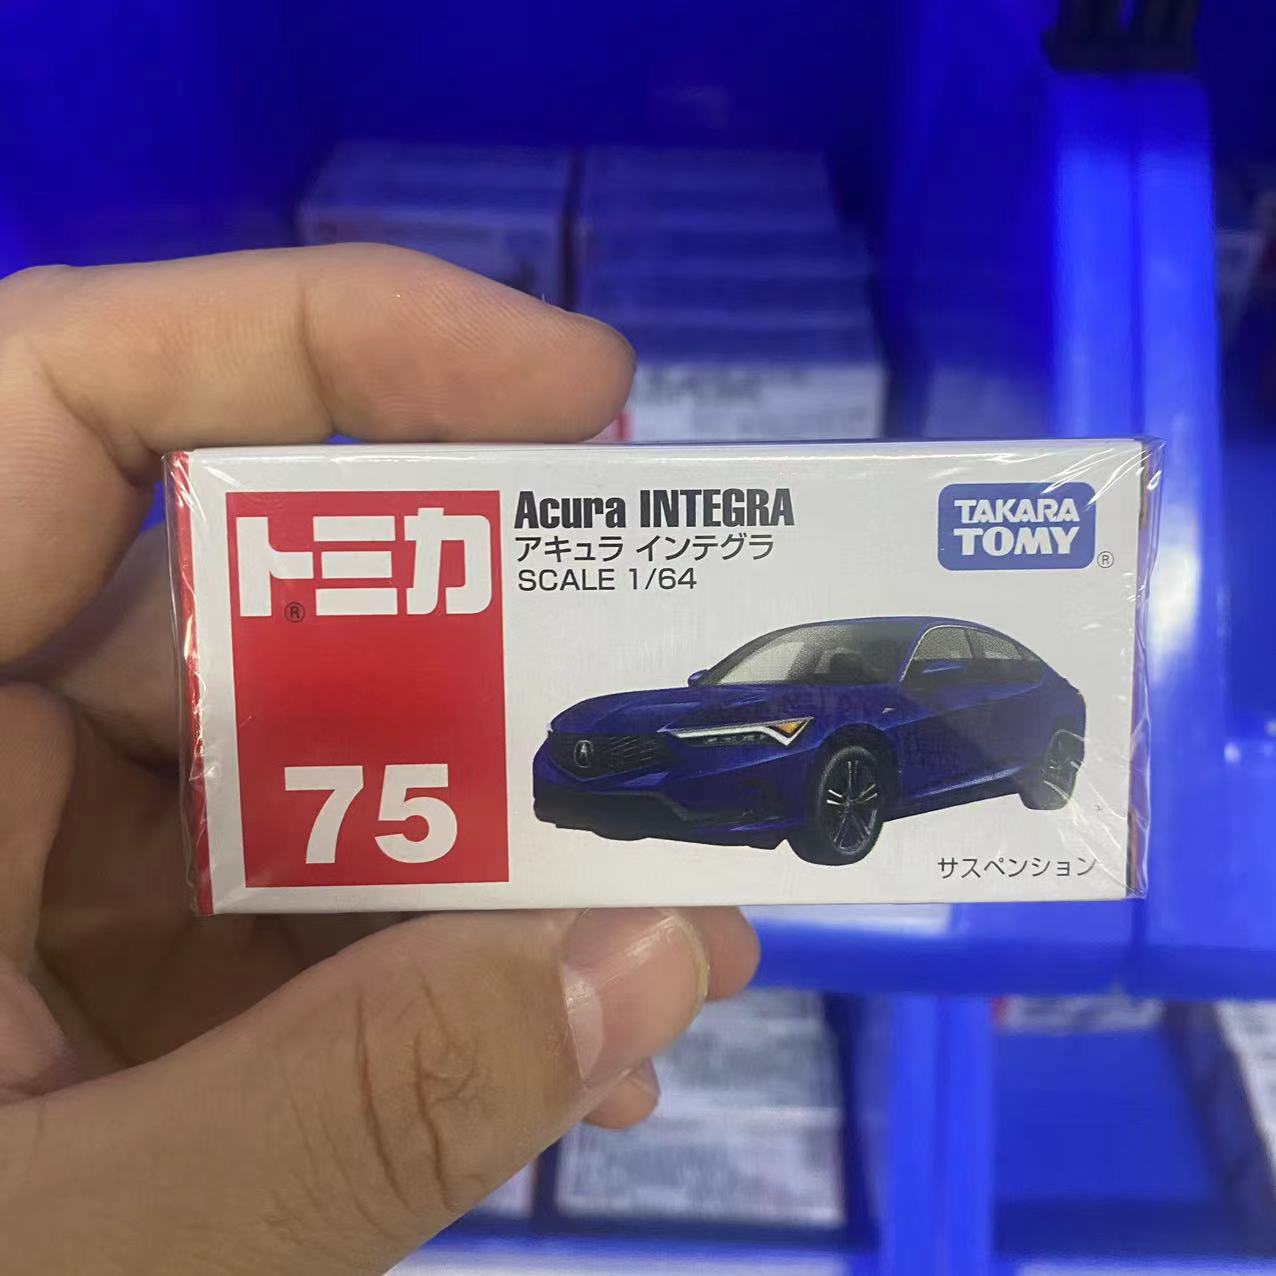 トミカ
®
75
Acura INTEGRA
アキュラ インテグラ
SCALE 1/64
TAKARA
TOMY
®
サスペンション